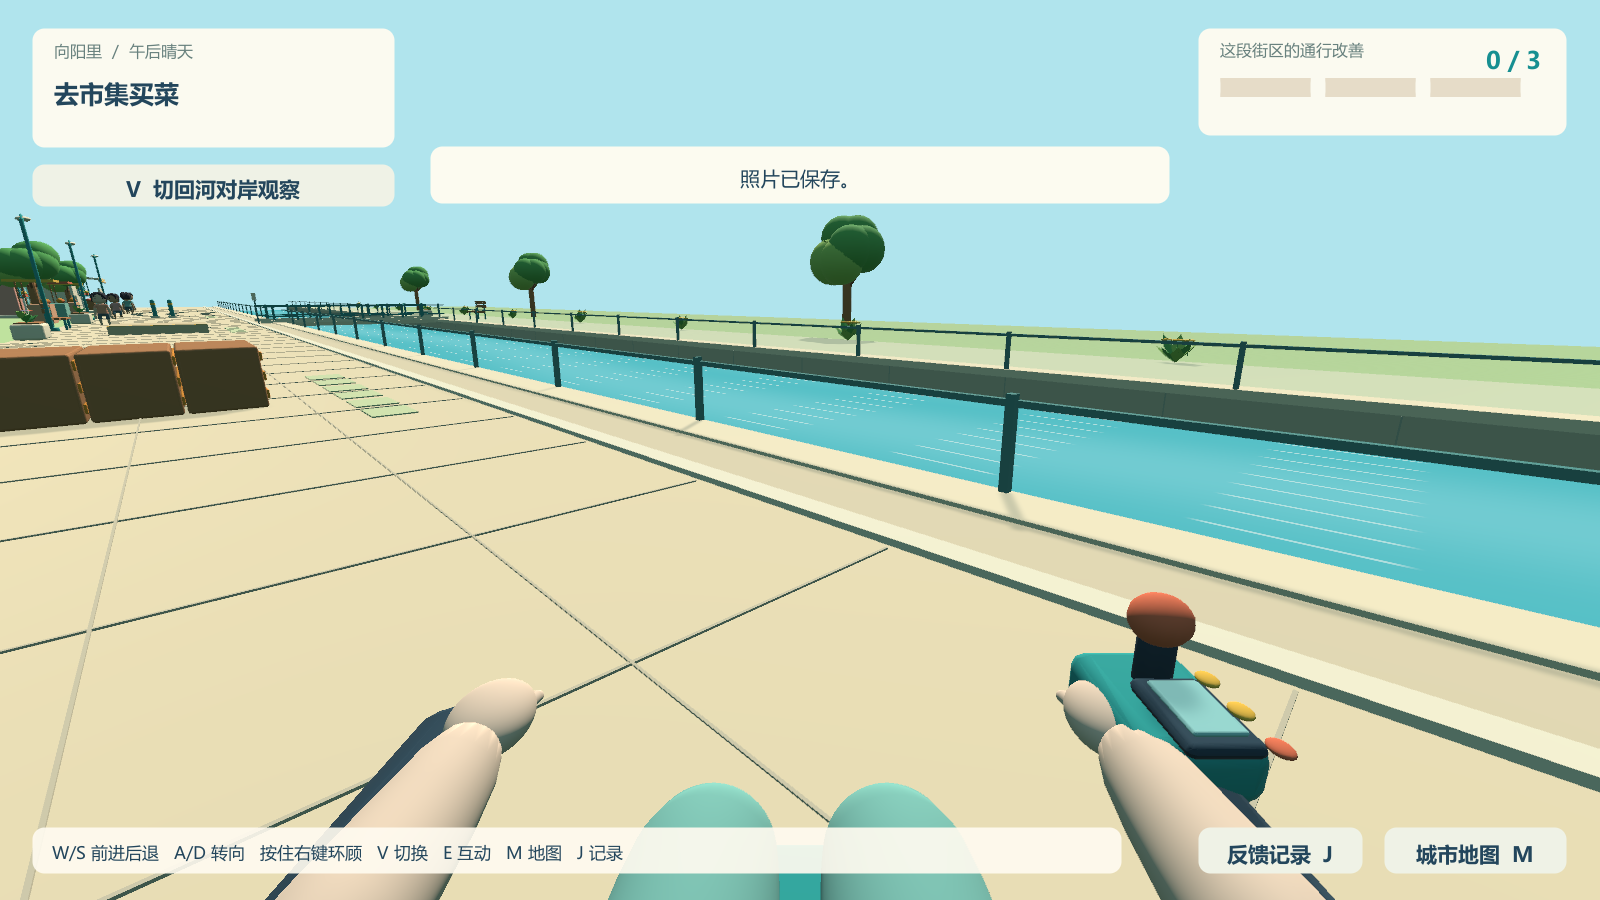 向阳里 / 午后晴天
去市集买菜
V 切回河对岸观察
照片已保存。
这段街区的通行改善
0 / 3
W/S 前进后退 A/D 转向 按住右键环顾 V 切换 E 互动 M 地图 J 记录
反馈记录 J
城市地图 M